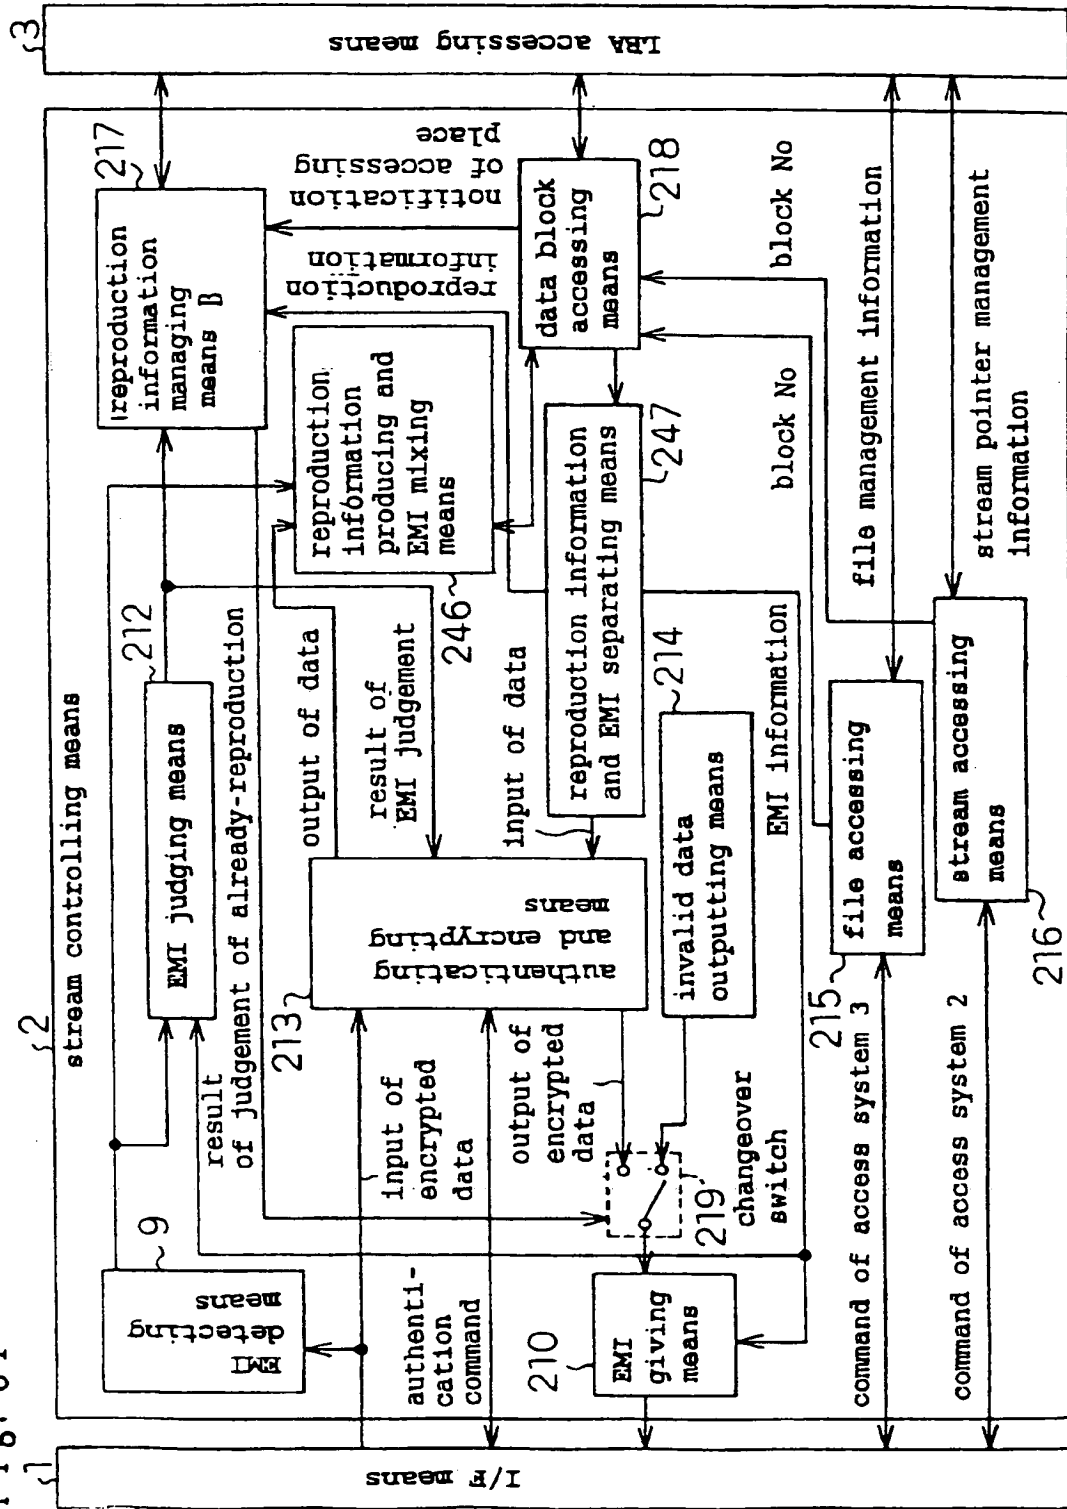 Fig. 61
1
I/F means
2
stream controlling means
3
LBA accessing means
9
EMI
detecting
means
212
EMI judging means
result
of judgement of already-reproduction
217
reproduction
information
managing
means B
notification
of accessing
place
reproduction
information
246
reproduction
information
producing and
EMI mixing
means
output of data
result of
EMI judgement
213
authenticating
and encrypting
means
input of
encrypted
data
authenti-
cation
command
output of
encrypted
data
input of data
247
reproduction information
and EMI separating means
218
data block
accessing
means
214
invalid data
outputting means
219
changeover
switch
210
EMI
giving
means
EMI information
block No
block No
215
file accessing
means
file management information
216
stream accessing
means
stream pointer management
information
command of access system 3
command of access system 2